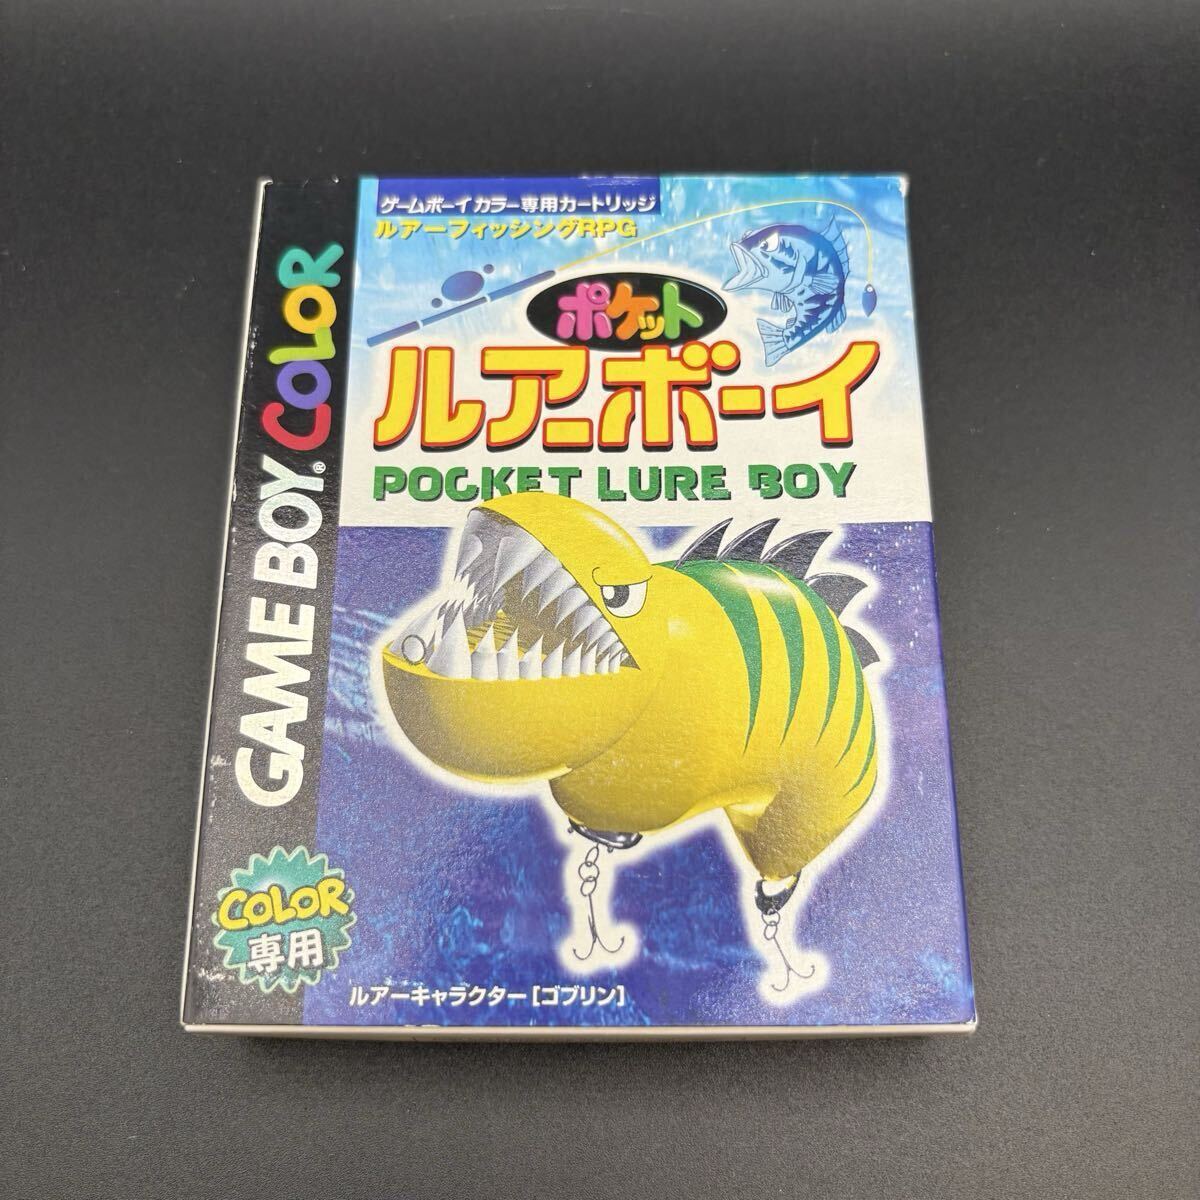 ゲームボーイカラー専用カートリッジ
ルアーフィッシングRPG
ポケット
ルアーボーイ
POCKET LURE BOY
GAME BOY® COLOR
COLOR
専用
ルアーキャラクター[ゴブリン]